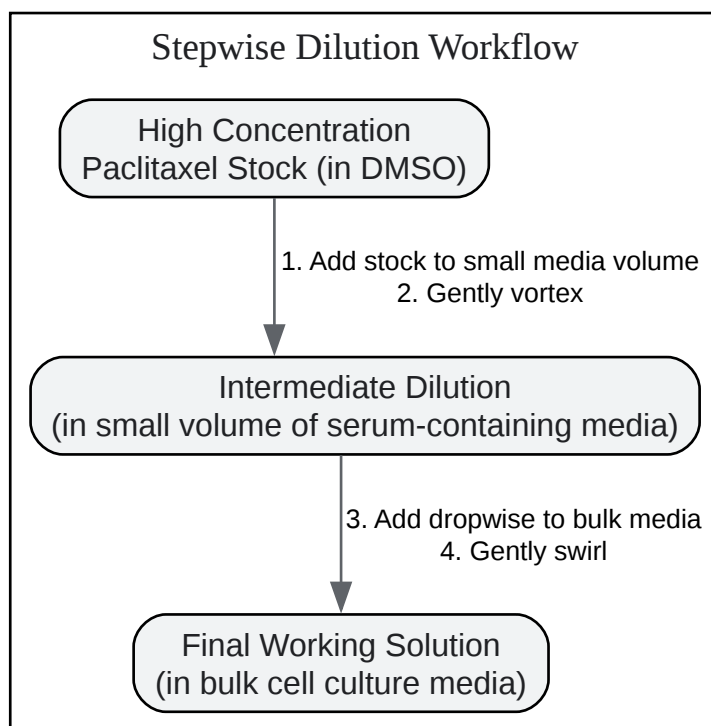 Stepwise Dilution Workflow
High Concentration
Paclitaxel Stock (in DMSO)
1. Add stock to small media volume
2. Gently vortex
Intermediate Dilution
(in small volume of serum-containing media)
3. Add dropwise to bulk media
4. Gently swirl
Final Working Solution
(in bulk cell culture media)